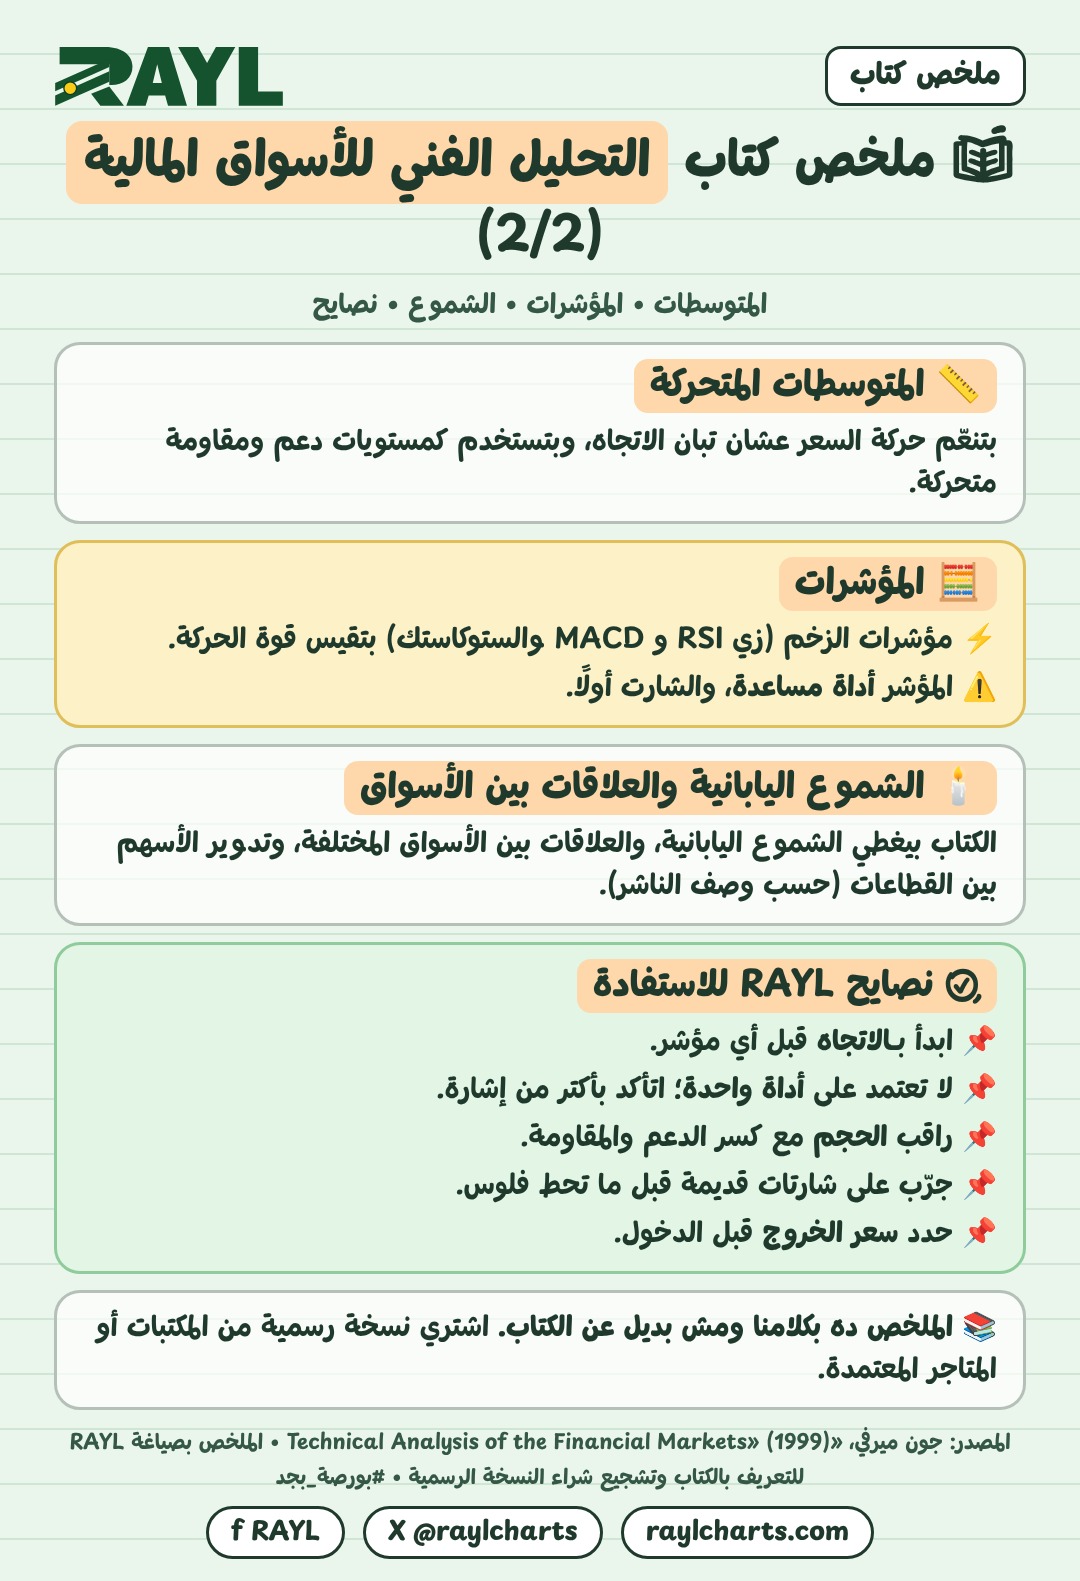 RAYL
ملخص كتاب
ملخص كتاب التحليل الفني للأسواق المالية
(2/2)
المتوسطات • المؤشرات • الشموع • نصايح
المتوسطات المتحركة
بتنعّم حركة السعر عشان تبان الاتجاه، وبتستخدم كمستويات دعم ومقاومة
متحركة.
المؤشرات
مؤشرات الزخم (زي RSI و MACD والستوكاستك) بتقيس قوة الحركة.
المؤشر أداة مساعدة، والشارت أولًا.
الشموع اليابانية والعلاقات بين الأسواق
الكتاب بيغطي الشموع اليابانية، والعلاقات بين الأسواق المختلفة، وتدوير الأسهم
بين القطاعات (حسب وصف الناشر).
نصايح RAYL للاستفادة
ابدأ بالاتجاه قبل أي مؤشر.
لا تعتمد على أداة واحدة؛ اتأكد بأكتر من إشارة.
راقب الحجم مع كسر الدعم والمقاومة.
جرّب على شارتات قديمة قبل ما تحط فلوس.
حدد سعر الخروج قبل الدخول.
الملخص ده بكلامنا ومش بديل عن الكتاب. اشتري نسخة رسمية من المكتبات أو
المتاجر المعتمدة.
المصدر: جون ميرفي، «Technical Analysis of the Financial Markets» (1999) • الملخص بصياغة RAYL
للتعريف بالكتاب وتشجيع شراء النسخة الرسمية • #بورصة_بجد
f RAYL
X @raylcharts
raylcharts.com